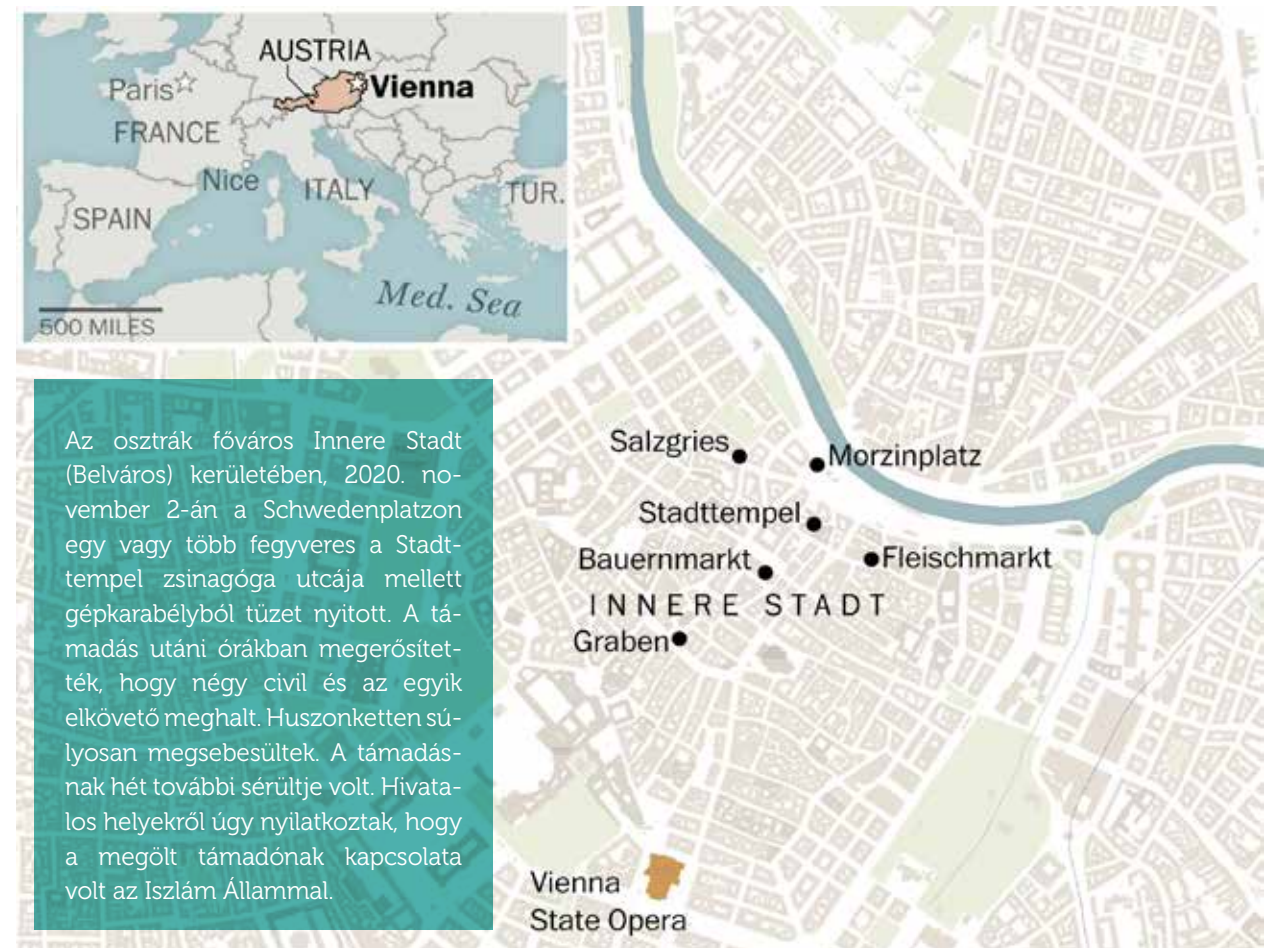 AUSTRIA
Paris
Vienna
FRANCE
Nice
ITALY
TUR.
SPAIN
Med. Sea
500 MILES
Az osztrák főváros Innere Stadt
(Belváros) kerületében, 2020. no-
vember 2-án a Schwedenplatzon
egy vagy több fegyveres a Stadt-
tempel zsinagóga utcája mellett
gépkarabélyból tüzet nyitott. A tá-
madás utáni órákban megerősítet-
ték, hogy négy civil és az egyik
elkövető meghalt. Huszonketten sú-
lyosan megsebesültek. A támadás-
nak hét további sérültje volt. Hivata-
los helyekről úgy nyilatkoztak, hogy
a megölt támadónak kapcsolata
volt az Iszlám Állammal.
Salzgries
Morzinplatz
Stadttempel
Bauernmarkt
Fleischmarkt
INNERE STADT
Graben
Vienna
State Opera